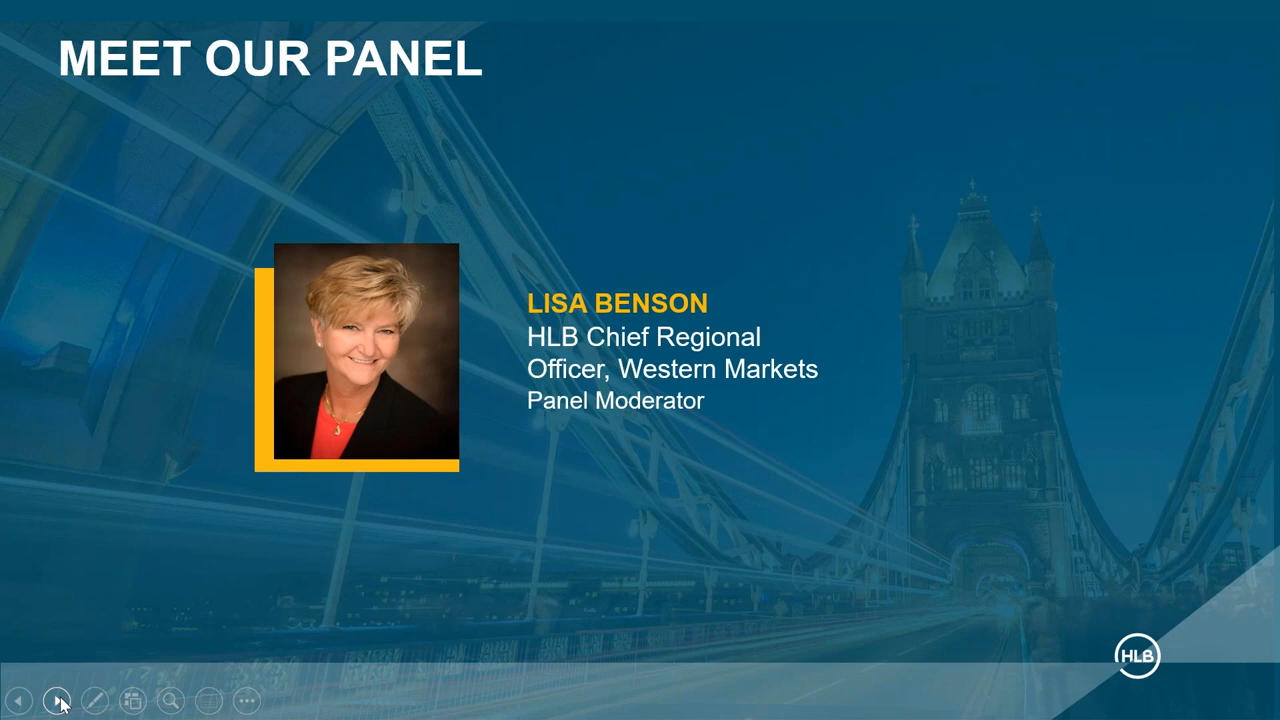 MEET OUR PANEL
LISA BENSON
HLB Chief Regional
Officer, Western Markets
Panel Moderator
HLB